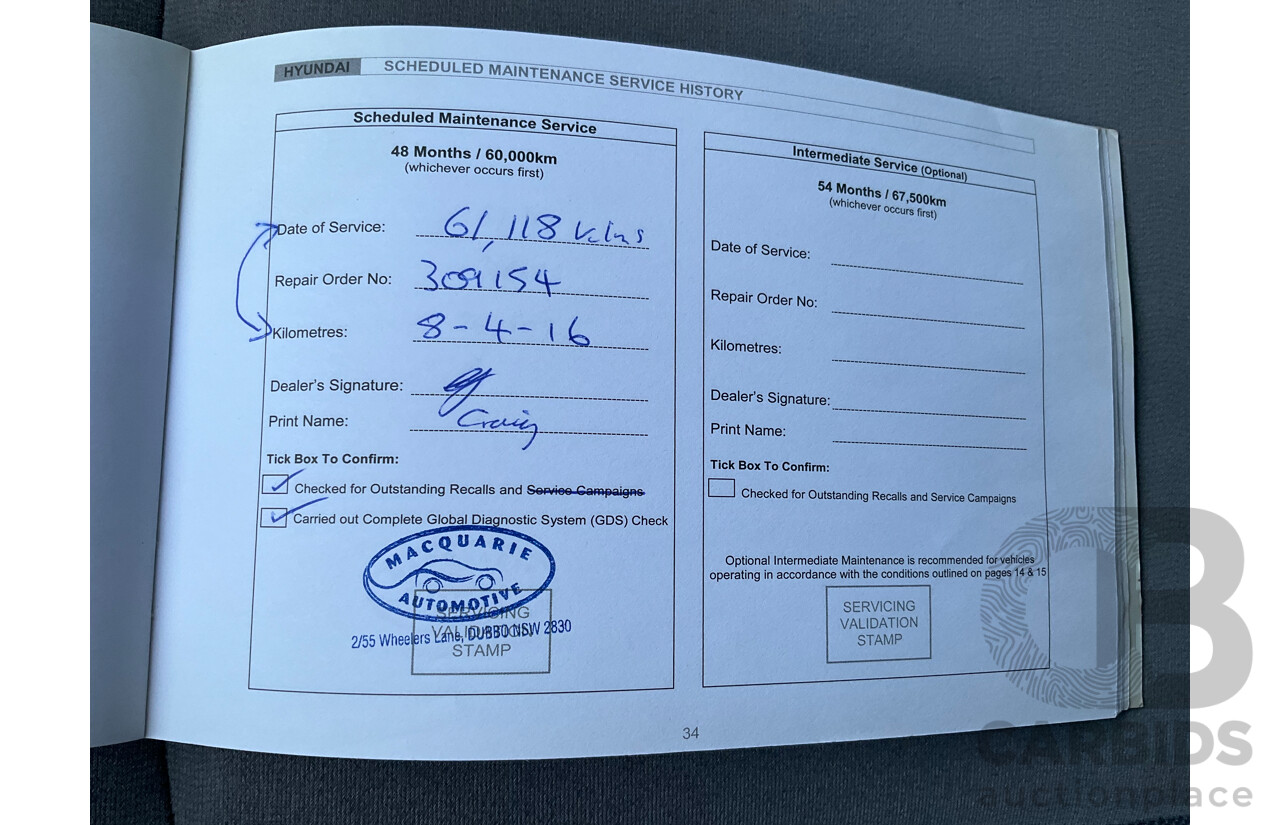 HYUNDAI SCHEDULED MAINTENANCE SERVICE HISTORY
Scheduled Maintenance Service
48 Months / 60,000km
(whichever occurs first)
Date of Service: 61,118 kms
Repair Order No: 309154
Kilometres: 8-4-16
Dealer's Signature:
Print Name: Craig
Tick Box To Confirm:
Checked for Outstanding Recalls and Service Campaigns
Carried out Complete Global Diagnostic System (GDS) Check
MACQUARIE
AUTOMOTIVE
2/55 Wheelers Lane, DUBBO NSW 2830
SERVICING
VALIDATION
STAMP
Intermediate Service (Optional)
54 Months / 67,500km
(whichever occurs first)
Date of Service:
Repair Order No:
Kilometres:
Dealer's Signature:
Print Name:
Tick Box To Confirm:
Checked for Outstanding Recalls and Service Campaigns
Optional Intermediate Maintenance is recommended for vehicles
operating in accordance with the conditions outlined on pages 14 & 15
SERVICING
VALIDATION
STAMP
34
CB
CARBIDS
auctionplace